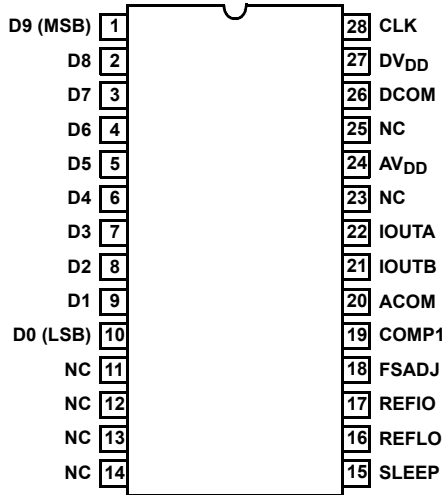 D9 (MSB) 1 28 CLK
D8 2 27 DVDD
D7 3 26 DCOM
D6 4 25 NC
D5 5 24 AVDD
D4 6 23 NC
D3 7 22 IOUTA
D2 8 21 IOUTB
D1 9 20 ACOM
D0 (LSB) 10 19 COMP1
NC 11 18 FSADJ
NC 12 17 REFIO
NC 13 16 REFLO
NC 14 15 SLEEP